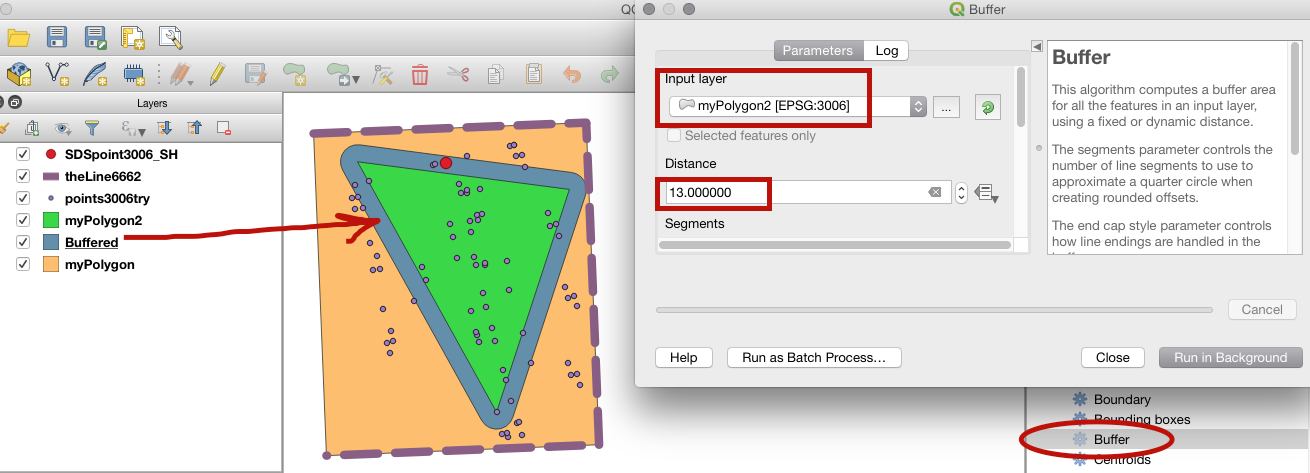 QG
Layers
SDSpoint3006_SH
theLine6662
points3006try
myPolygon2
Buffered
myPolygon
Buffer
Parameters
Log
Input layer
myPolygon2 [EPSG:3006]
...
Selected features only
Distance
13.000000
Segments
Buffer
This algorithm computes a buffer area
for all the features in an input layer,
using a fixed or dynamic distance.
The segments parameter controls the
number of line segments to use to
approximate a quarter circle when
creating rounded offsets.
The end cap style parameter controls
how line endings are handled in the
Cancel
Help
Run as Batch Process…
Close
Run in Background
Boundary
Bounding boxes
Buffer
Centroids